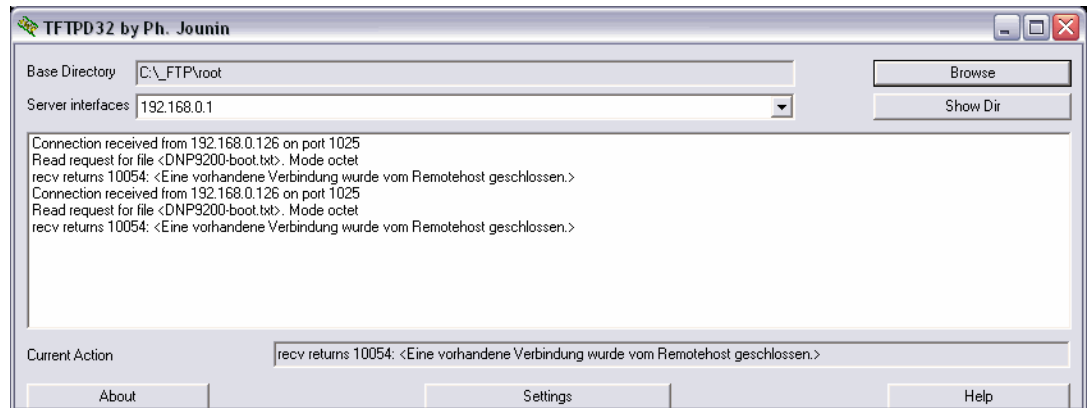 TFTPD32 by Ph. Jounin
Base Directory C:\_FTP\root Browse
Server interfaces 192.168.0.1 Show Dir
Connection received from 192.168.0.126 on port 1025
Read request for file <DNP9200-boot.txt>. Mode octet
recv returns 10054: <Eine vorhandene Verbindung wurde vom Remotehost geschlossen.>
Connection received from 192.168.0.126 on port 1025
Read request for file <DNP9200-boot.txt>. Mode octet
recv returns 10054: <Eine vorhandene Verbindung wurde vom Remotehost geschlossen.>
Current Action recv returns 10054: <Eine vorhandene Verbindung wurde vom Remotehost geschlossen.>
About Settings Help